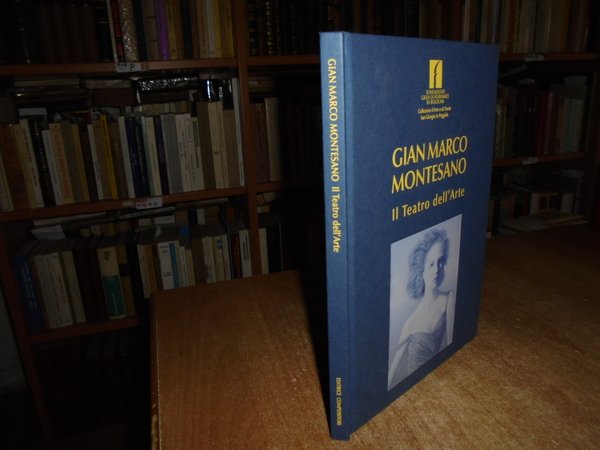 GIAN MARCO MONTESANO Il Teatro dell'Arte
EDITRICE COMPOSITORI
FONDAZIONE
CASSA DI RISPARMIO
IN BOLOGNA
Collezioni d'Arte e di Storia
San Giorgio in Poggiale
GIAN MARCO
MONTESANO
Il Teatro dell'Arte